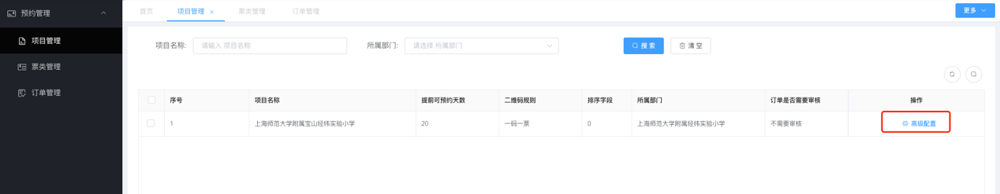 预约管理
项目管理
票类管理
订单管理
首页 项目管理 × 票类管理 订单管理 更多
项目名称: 请输入 项目名称 所属部门: 请选择 所属部门 搜 索 清 空
序号 项目名称 提前可预约天数 二维码规则 排序字段 所属部门 订单是否需要审核 操作
1 上海师范大学附属宝山经纬实验小学 20 一码一票 0 上海师范大学附属经纬实验小学 不需要审核 高级配置